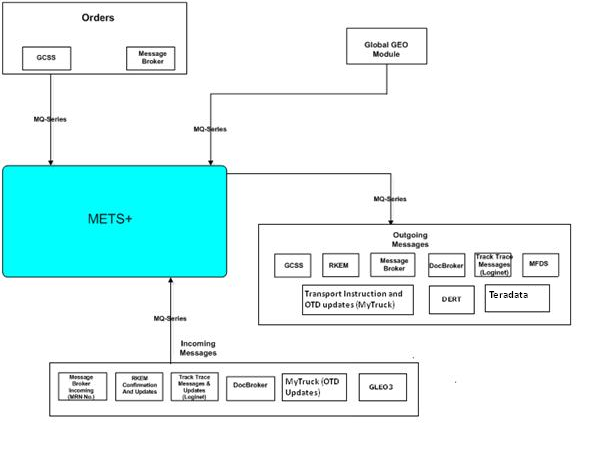 Orders
GCSS
Message
Broker
Global GEO
Module
MQ-Series
MQ-Series
METS+
MQ-Series
Outgoing
Messages
GCSS
RKEM
Message
Broker
DocBroker
Track Trace
Messages
(Loginet)
MFDS
Transport Instruction and
OTD updates (MyTruck)
DERT
Teradata
MQ-Series
Incoming
Messages
Message
Broker
Incoming
(MRN No.)
RKEM
Confirmation
And Updates
Track Trace
Messages &
Updates
(Loginet)
DocBroker
MyTruck (OTD
Updates)
GLEO3